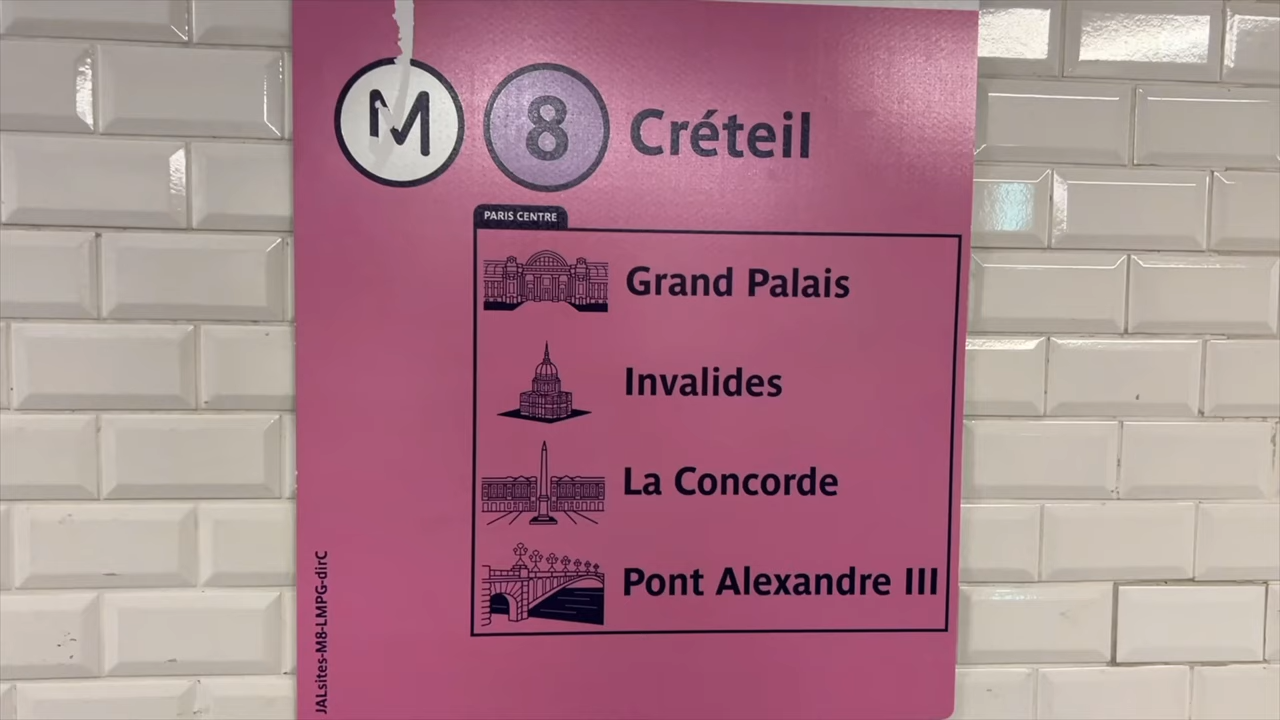 M 8 Créteil
PARIS CENTRE
Grand Palais
Invalides
La Concorde
Pont Alexandre III
JALsites-M8-LMPG-dirC